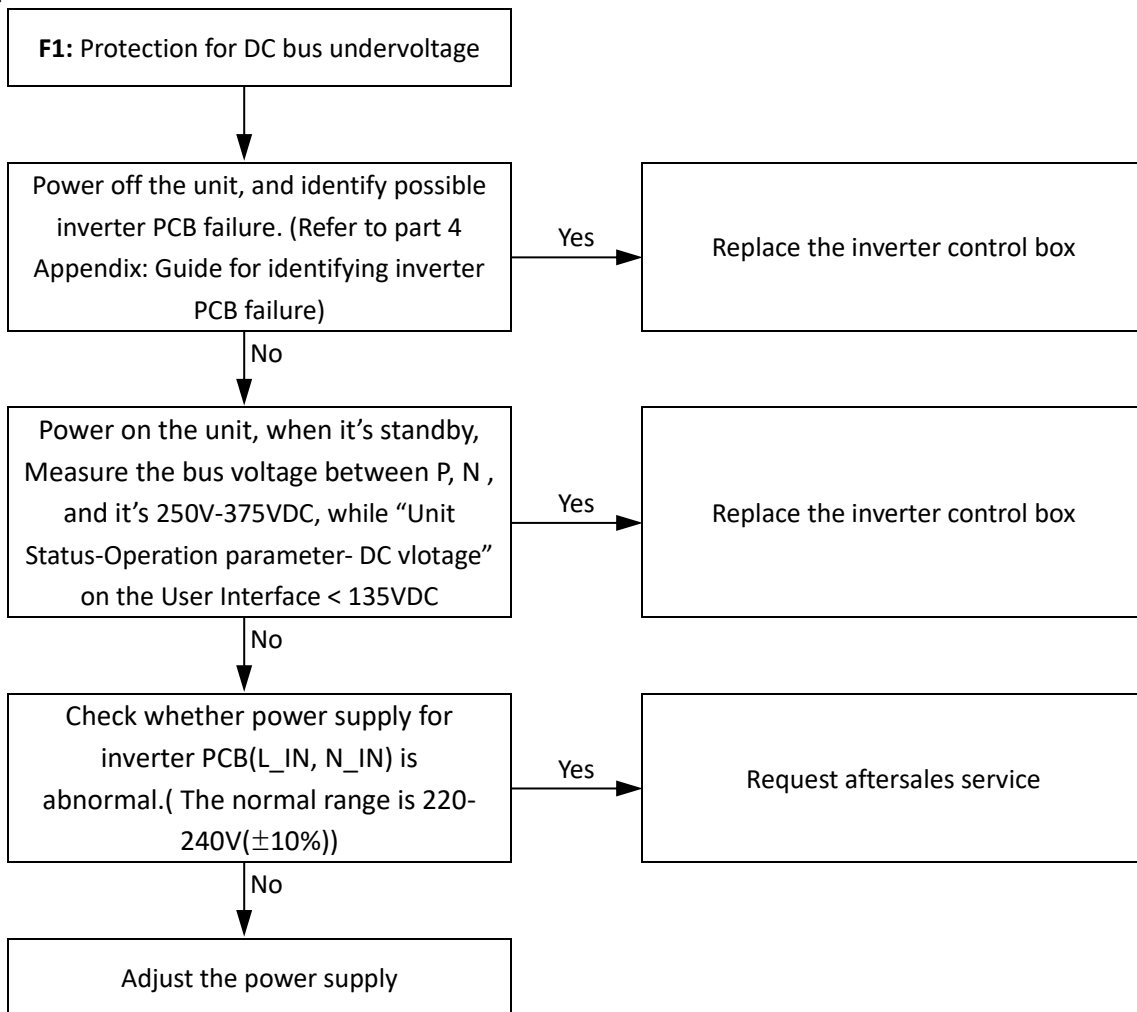 F1: Protection for DC bus undervoltage
Power off the unit, and identify possible
inverter PCB failure. (Refer to part 4
Appendix: Guide for identifying inverter
PCB failure)
Yes
Replace the inverter control box
No
Power on the unit, when it’s standby,
Measure the bus voltage between P, N ,
and it’s 250V-375VDC, while “Unit
Status-Operation parameter- DC vlotage”
on the User Interface < 135VDC
Yes
Replace the inverter control box
No
Check whether power supply for
inverter PCB(L_IN, N_IN) is
abnormal.( The normal range is 220-
240V(±10%))
Yes
Request aftersales service
No
Adjust the power supply